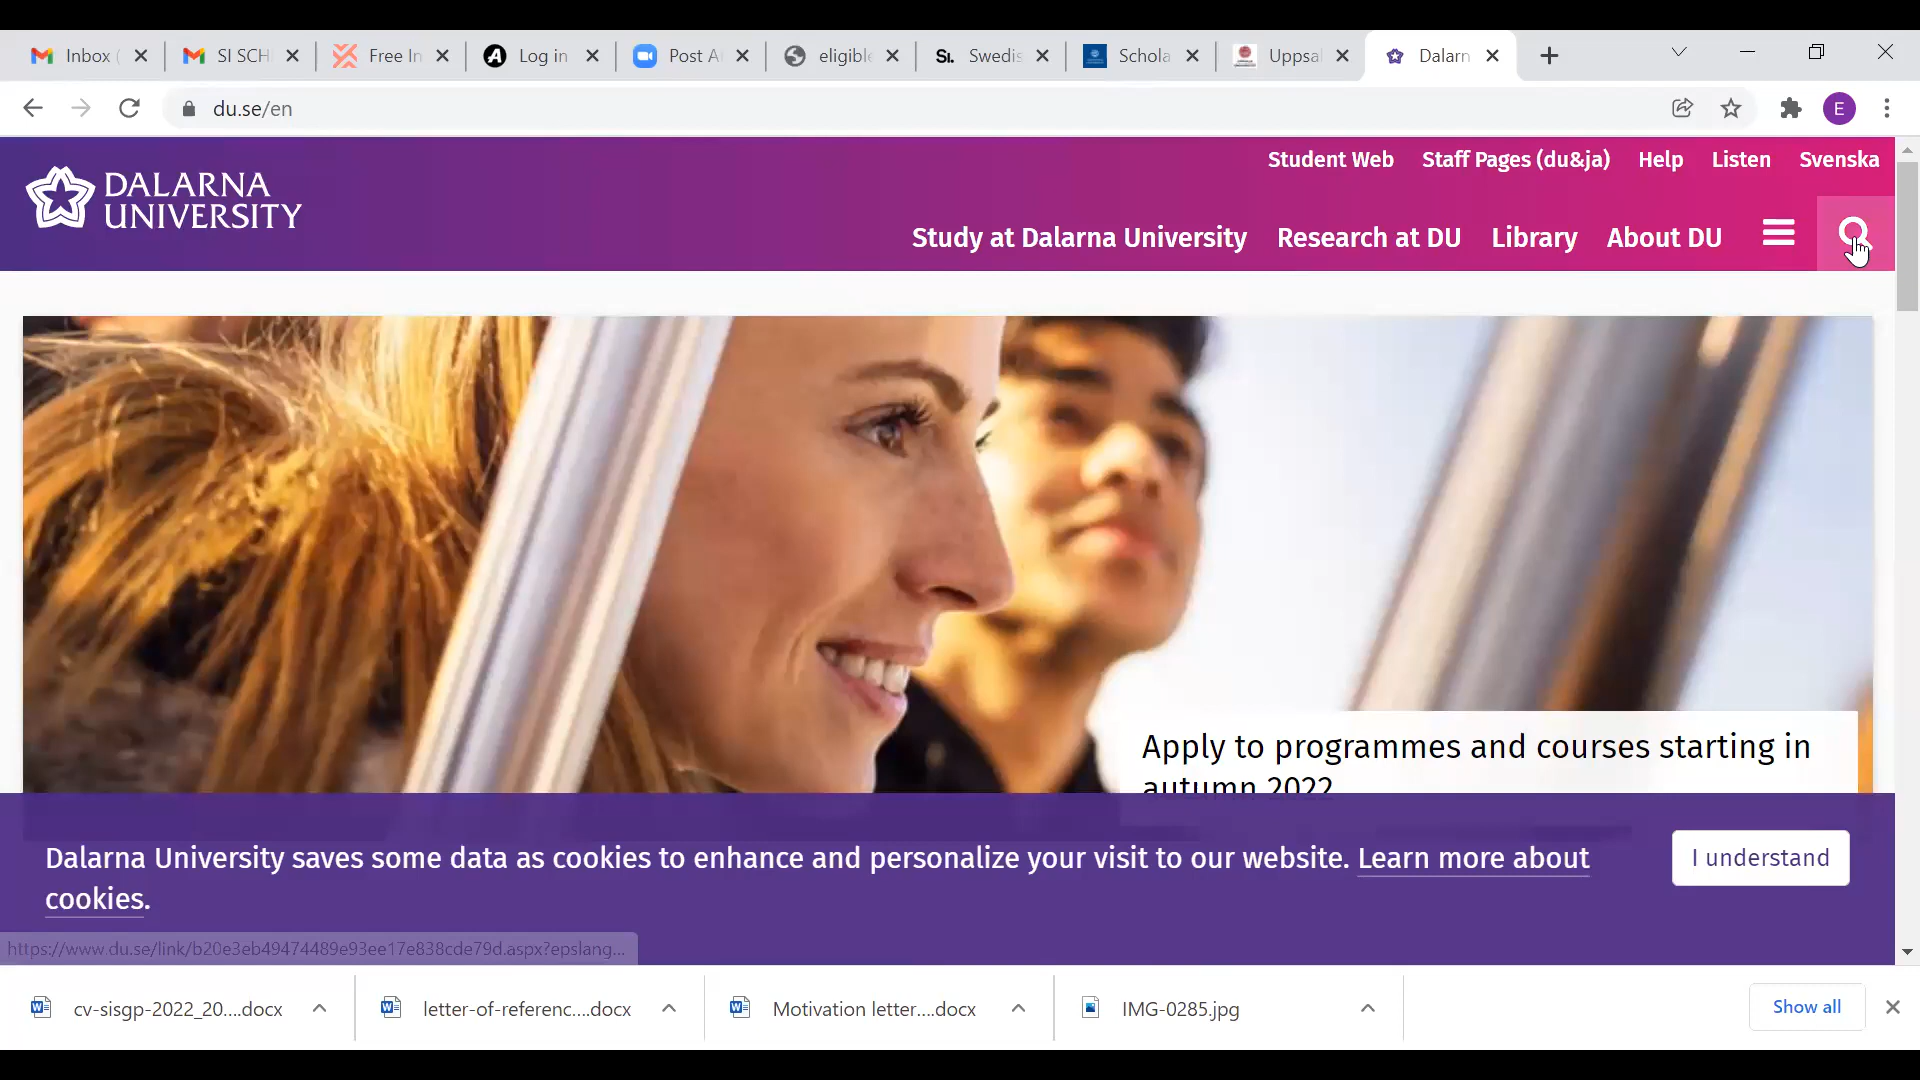 Inbox (
SI SCH
Free In
Log in
Post A
eligible
Si. Swedis
Schola
Uppsal
Dalarn
du.se/en
E
Student Web Staff Pages (du&ja) Help Listen Svenska
DALARNA
UNIVERSITY
Study at Dalarna University Research at DU Library About DU
Apply to programmes and courses starting in
autumn 2022
Dalarna University saves some data as cookies to enhance and personalize your visit to our website. Learn more about
cookies.
I understand
https://www.du.se/link/b20e3eb49474489e93ee17e838cde79d.aspx?epslang...
cv-sisgp-2022_20....docx
letter-of-referenc....docx
Motivation letter....docx
IMG-0285.jpg
Show all